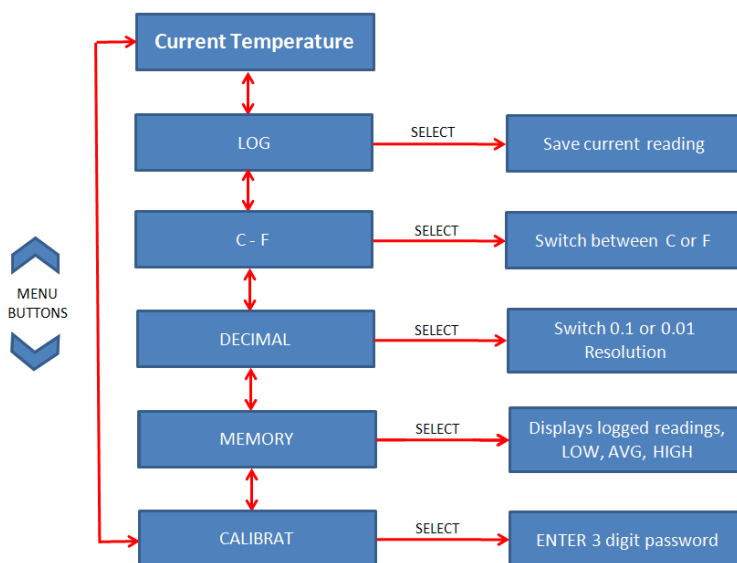 Current Temperature
LOG
SELECT
Save current reading
C - F
SELECT
Switch between C or F
MENU
BUTTONS
DECIMAL
SELECT
Switch 0.1 or 0.01
Resolution
MEMORY
SELECT
Displays logged readings,
LOW, AVG, HIGH
CALIBRAT
SELECT
ENTER 3 digit password